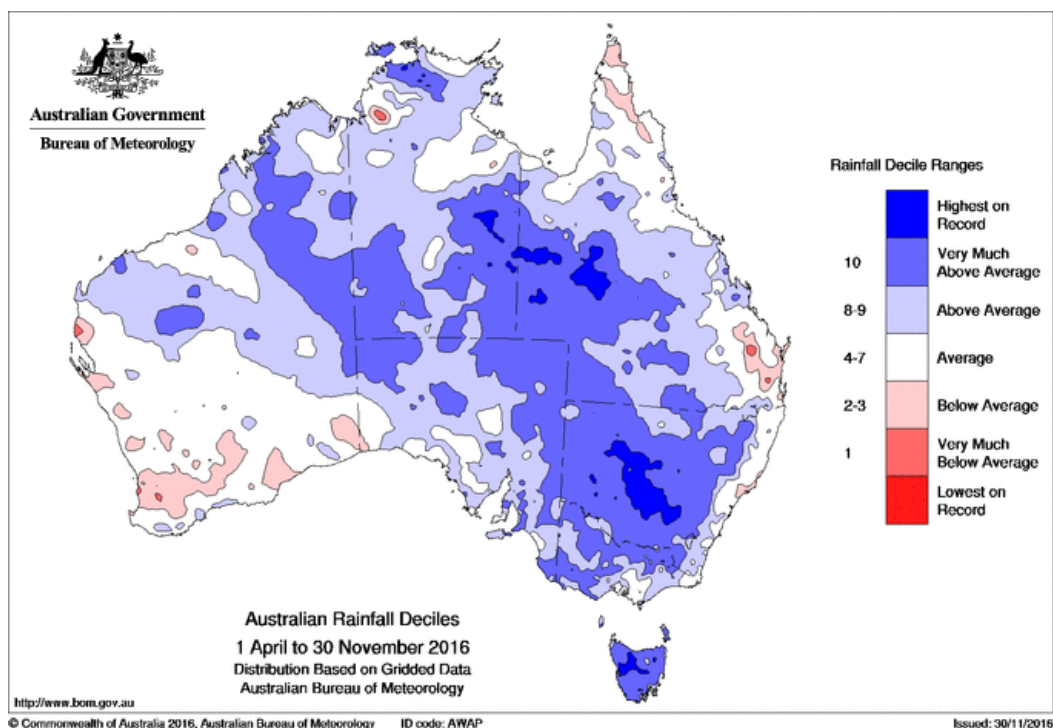 Australian Government
Bureau of Meteorology
Rainfall Decile Ranges
Highest on
Record
10
Very Much
Above Average
8-9
Above Average
4-7
Average
2-3
Below Average
1
Very Much
Below Average
Lowest on
Record
Australian Rainfall Deciles
1 April to 30 November 2016
Distribution Based on Gridded Data
Australian Bureau of Meteorology
http://www.bom.gov.au
© Commonwealth of Australia 2016, Australian Bureau of Meteorology
ID code: AWAP
Issued: 30/11/2016